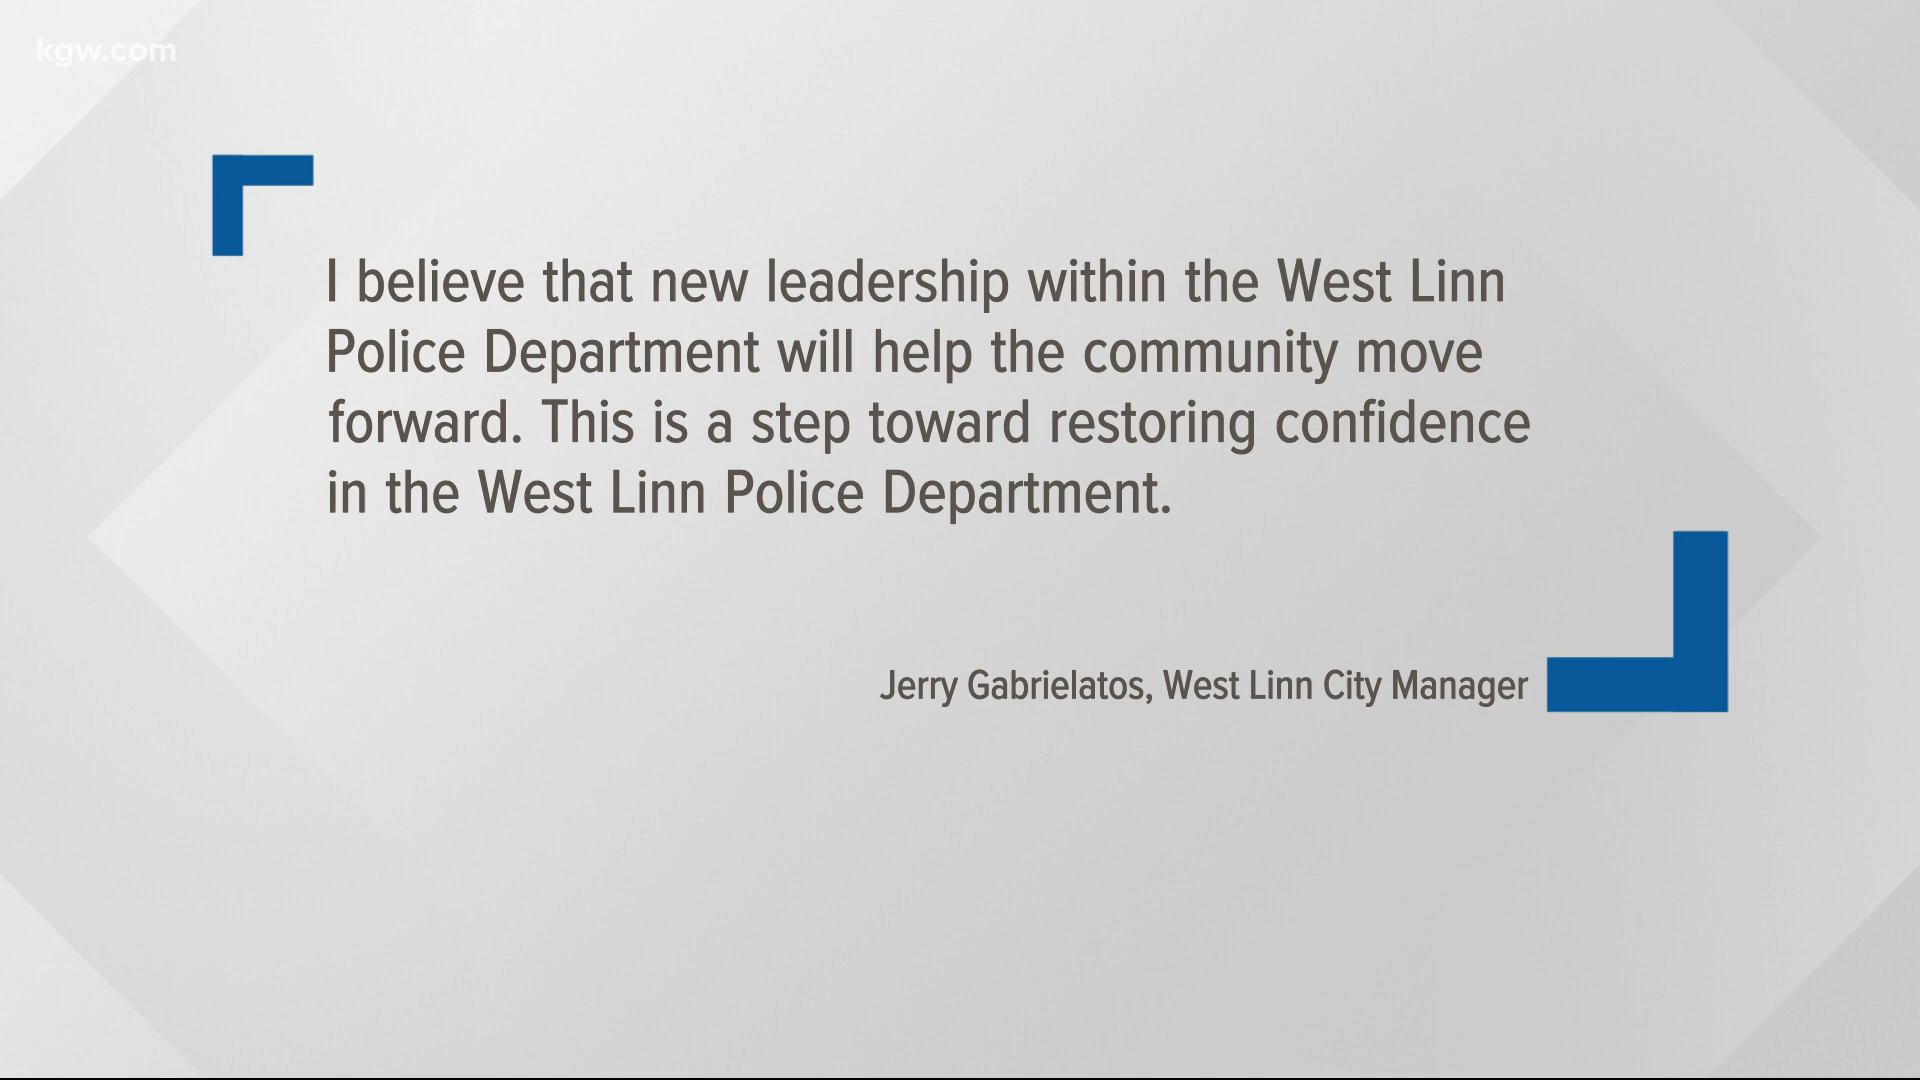 kgw.com
I believe that new leadership within the West Linn
Police Department will help the community move
forward. This is a step toward restoring confidence
in the West Linn Police Department.
Jerry Gabrielatos, West Linn City Manager